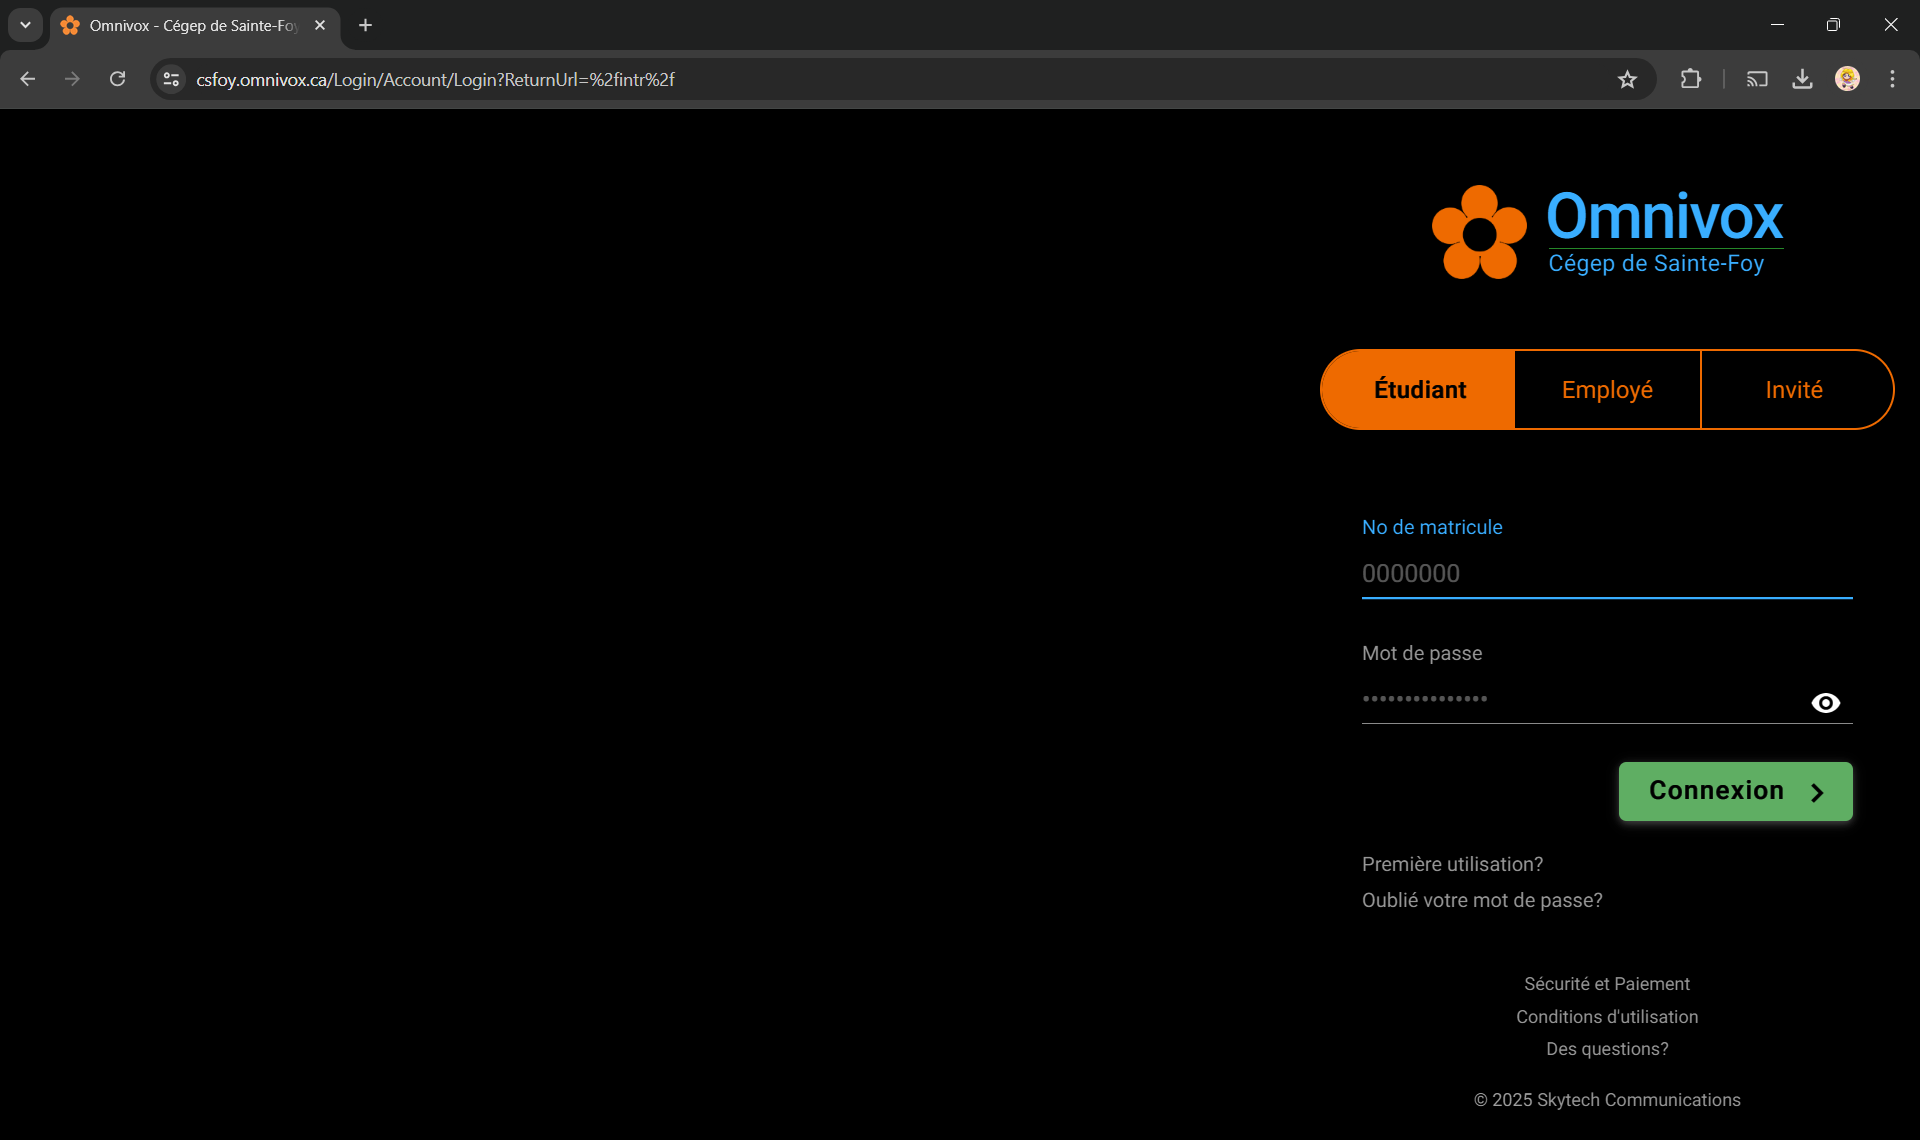 Omnivox - Cégep de Sainte-Foy
csfoy.omnivox.ca/Login/Account/Login?ReturnUrl=%2fintr%2f
Omnivox
Cégep de Sainte-Foy
Étudiant
Employé
Invité
No de matricule
0000000
Mot de passe
•••••••••••••••
Connexion
Première utilisation?
Oublié votre mot de passe?
Sécurité et Paiement
Conditions d'utilisation
Des questions?
© 2025 Skytech Communications